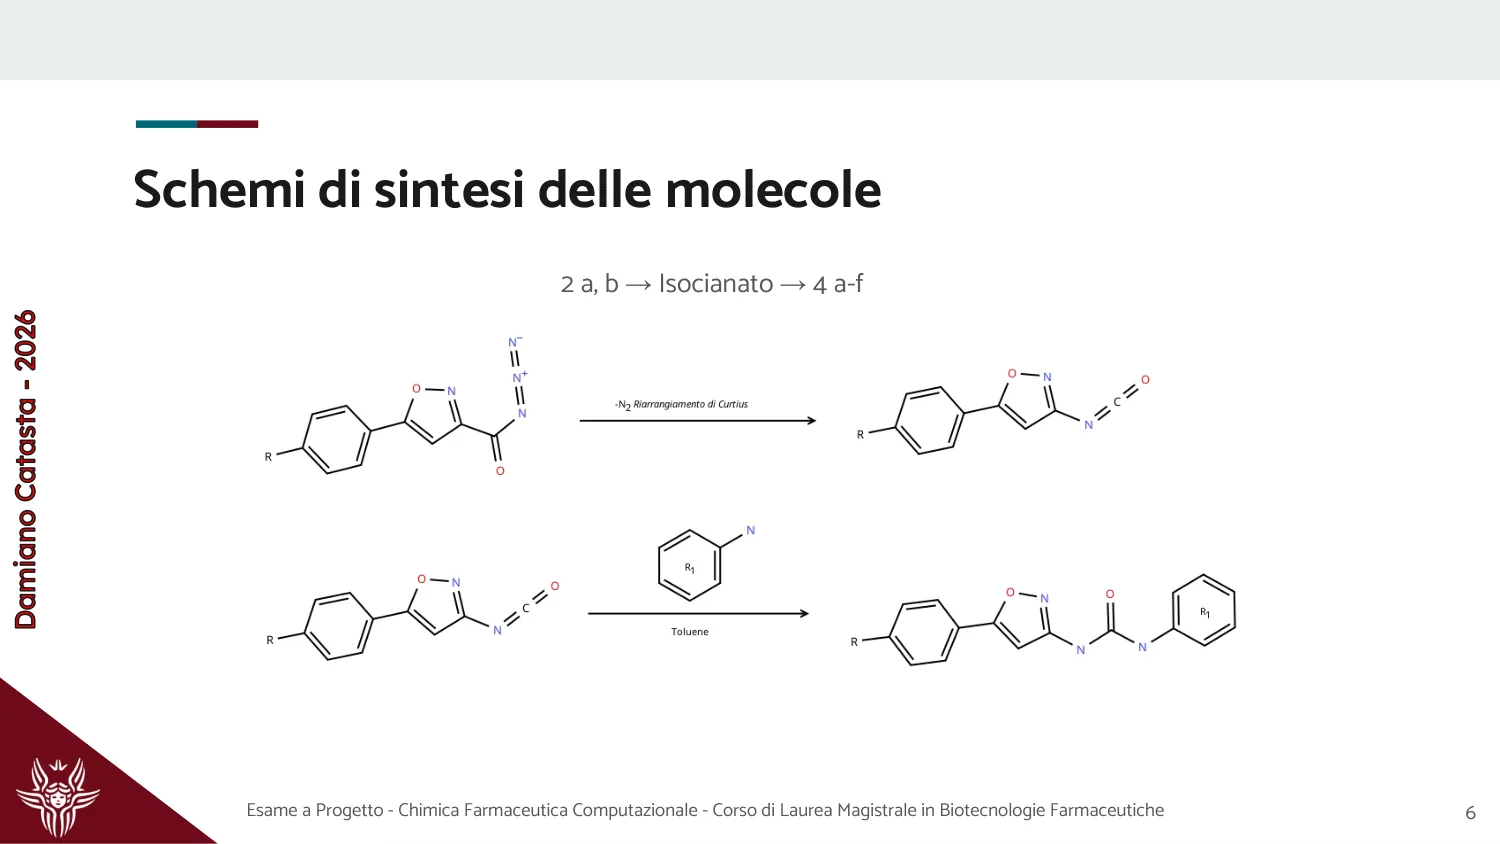 Schemi di sintesi delle molecole
2 a, b → Isocianato → 4 a-f
Damiano Catasta - 2026
N⁻
N⁺
N
O N
O
R
-N₂ Riarrangiamento di Curtius
O N
O
C
N
R
N
R₁
Toluene
O N
O
C
N
R
O N
O
N
N
R₁
R
Esame a Progetto - Chimica Farmaceutica Computazionale - Corso di Laurea Magistrale in Biotecnologie Farmaceutiche
6